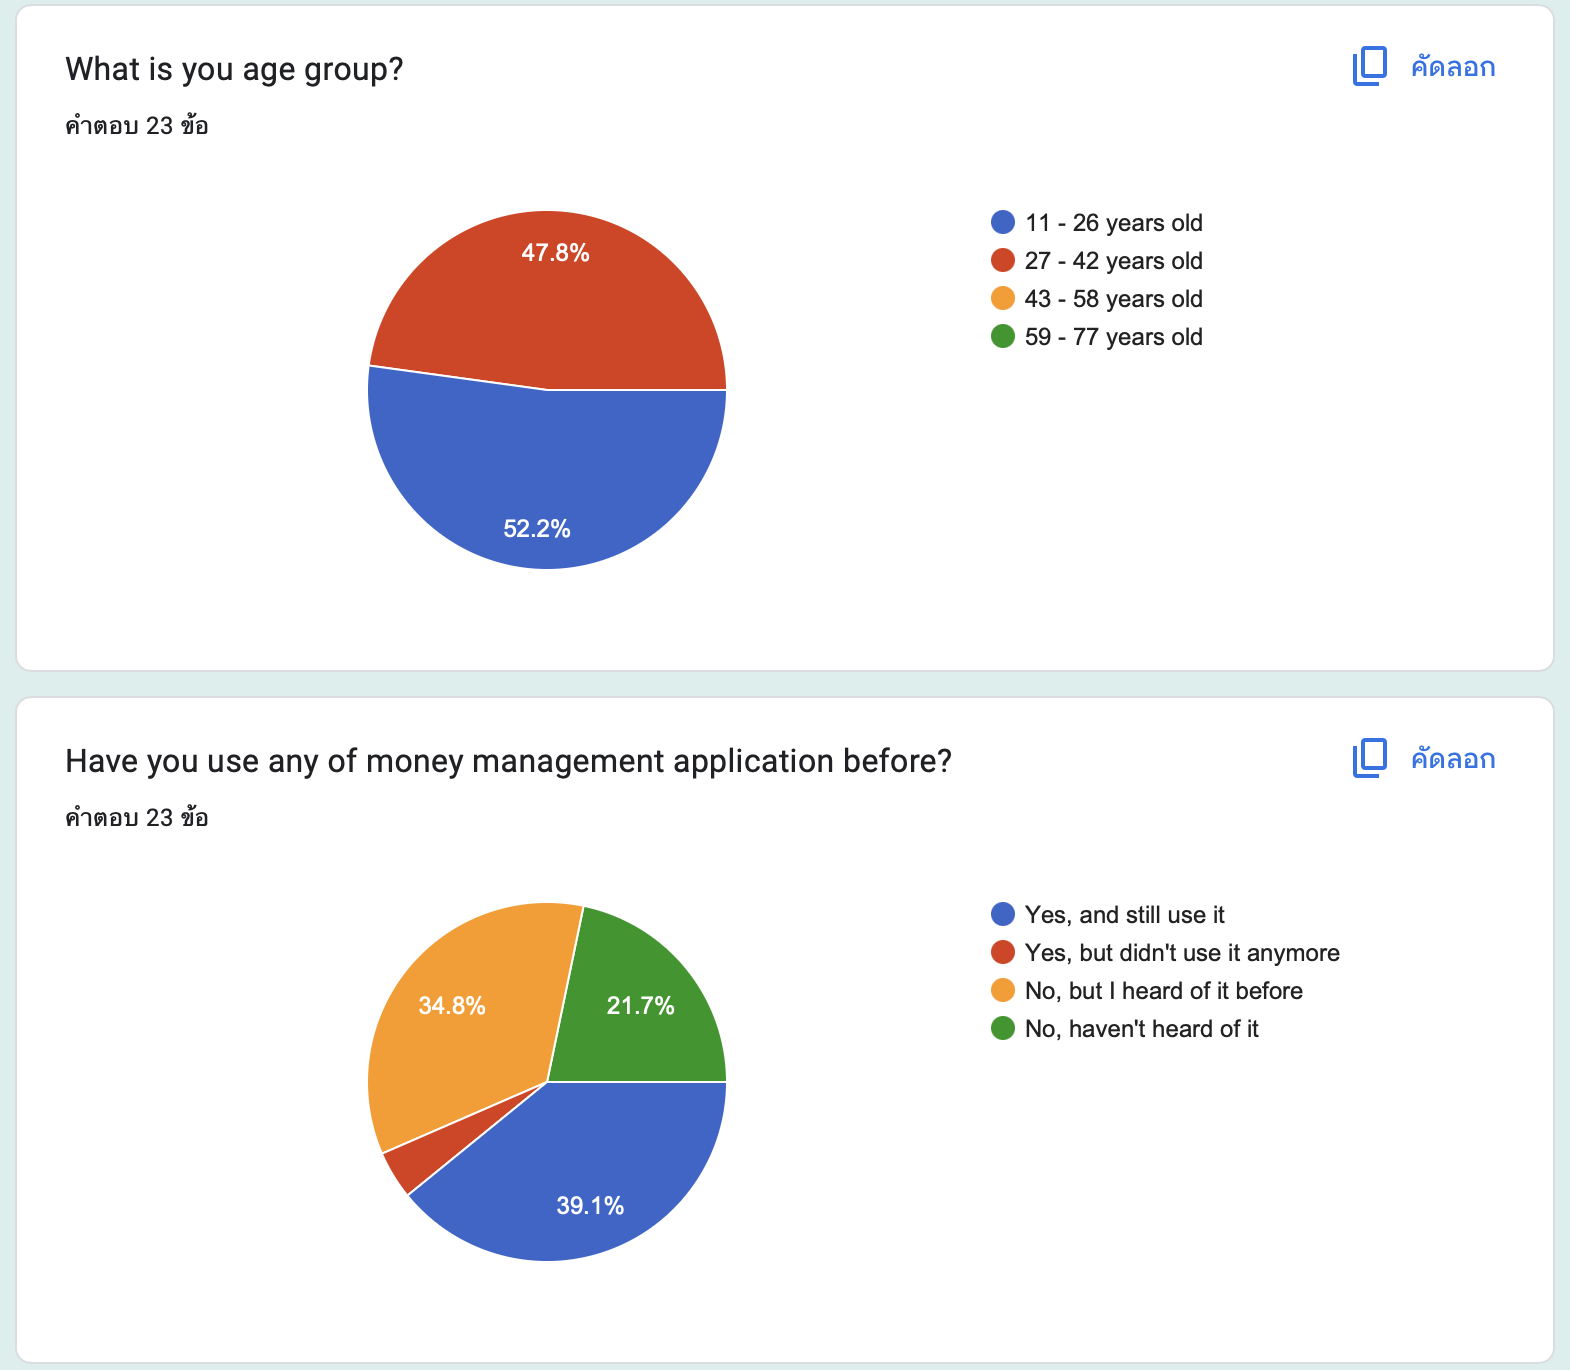 What is you age group?
คัดลอก
คำตอบ 23 ข้อ
47.8%
52.2%
11 - 26 years old
27 - 42 years old
43 - 58 years old
59 - 77 years old
Have you use any of money management application before?
คัดลอก
คำตอบ 23 ข้อ
34.8%
21.7%
39.1%
Yes, and still use it
Yes, but didn't use it anymore
No, but I heard of it before
No, haven't heard of it